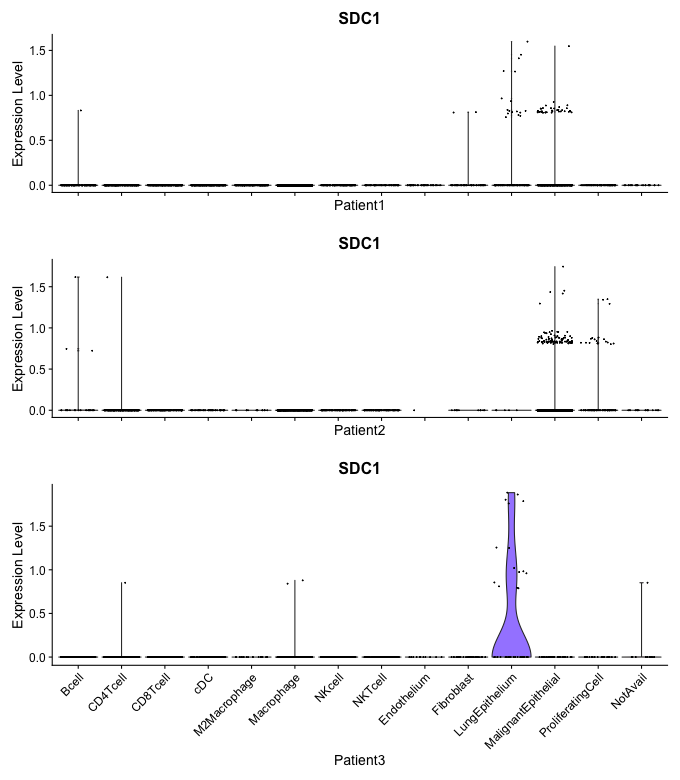 SDC1
Expression Level
1.5
1.0
0.5
0.0
Patient1
SDC1
Expression Level
1.5
1.0
0.5
0.0
Patient2
SDC1
Expression Level
1.5
1.0
0.5
0.0
Bcell
CD4Tcell
CD8Tcell
cDC
M2Macrophage
Macrophage
NKcell
NKTcell
Endothelium
Fibroblast
LungEpithelium
MalignantEpithelial
ProliferatingCell
NotAvail
Patient3